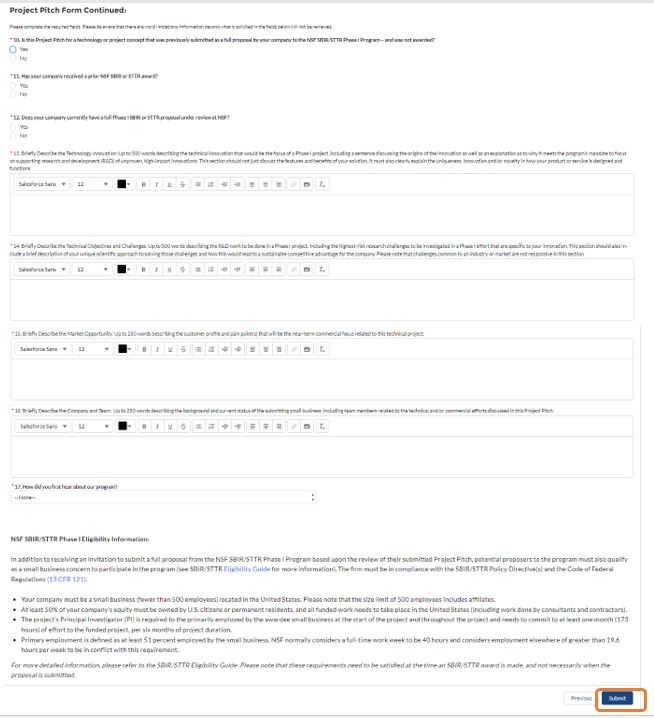 Project Pitch Form Continued:
Please complete the required fields. Please be aware that there are word limitations. Information beyond what is solicited in the fields below will not be reviewed.
* 10. Is this Project Pitch for a technology or project concept that was previously submitted as a full proposal by your company to the NSF SBIR/STTR Phase I Program – and was not awarded?
Yes
No
* 11. Has your company received a prior NSF SBIR or STTR award?
Yes
No
* 12. Does your company currently have a full Phase I SBIR or STTR proposal under review at NSF?
Yes
No
* 13. Briefly Describe the Technology Innovation: Up to 500 words describing the technical innovation that would be the focus of a Phase I project, including a sentence discussing the origins of the innovation as well as an explanation as to why it meets the program's mandate to focus
on supporting research and development (R&D) of unproven, high-impact innovations. This section should not just discuss the features and benefits of your solution, it must also clearly explain the uniqueness, innovation and/or novelty in how your product or service is designed and
functions.
Salesforce Sans 12 B I U S
* 14. Briefly Describe the Technical Objectives and Challenges: Up to 500 words describing the R&D work to be done in a Phase I project, including the highest-risk research challenges to be investigated in a Phase I effort that are specific to your innovation. This section should also in-
clude a brief description of your unique scientific approach to solving those challenges and how this would lead to a sustainable competitive advantage for the company. Please note that challenges common to an industry or market are not responsive in this section.
Salesforce Sans 12 B I U S
* 15. Briefly Describe the Market Opportunity: Up to 250 words describing the customer profile and pain point(s) that will be the near-term commercial focus related to this technical project.
Salesforce Sans 12 B I U S
* 16. Briefly Describe the Company and Team: Up to 250 words describing the background and current status of the submitting small business, including team members related to the technical and/or commercial efforts discussed in this Project Pitch.
Salesforce Sans 12 B I U S
* 17. How did you first hear about our program?
--None--
NSF SBIR/STTR Phase I Eligibility Information:
In addition to receiving an invitation to submit a full proposal from the NSF SBIR/STTR Phase I Program based upon the review of their submitted Project Pitch, potential proposers to the program must also qualify
as a small business concern to participate in the program (see SBIR/STTR Eligibility Guide for more information). The firm must be in compliance with the SBIR/STTR Policy Directive(s) and the Code of Federal
Regulations (13 CFR 121).
• Your company must be a small business (fewer than 500 employees) located in the United States. Please note that the size limit of 500 employees includes affiliates.
• At least 50% of your company's equity must be owned by U.S. citizens or permanent residents, and all funded work needs to take place in the United States (including work done by consultants and contractors).
• The project's Principal Investigator (PI) is required to the primarily employed by the awardee small business at the start of the project and throughout the project and needs to commit to at least one month (173
hours) of effort to the funded project, per six months of project duration.
• Primary employment is defined as at least 51 percent employed by the small business. NSF normally considers a full-time work week to be 40 hours and considers employment elsewhere of greater than 19.6
hours per week to be in conflict with this requirement.
For more detailed information, please refer to the SBIR/STTR Eligibility Guide. Please note that these requirements need to be satisfied at the time an SBIR/STTR award is made, and not necessarily when the
proposal is submitted.
Previous Submit